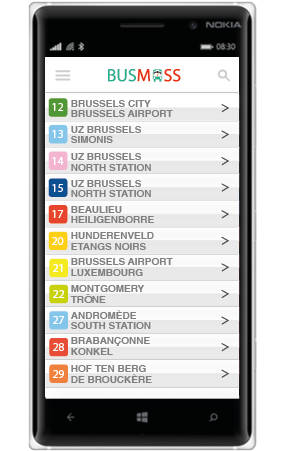 NOKIA
08:30
BUSMOSS
12 BRUSSELS CITY
BRUSSELS AIRPORT
13 UZ BRUSSELS
SIMONIS
14 UZ BRUSSELS
NORTH STATION
15 UZ BRUSSELS
NORTH STATION
17 BEAULIEU
HEILIGENBORRE
20 HUNDERENVELD
ETANGS NOIRS
21 BRUSSELS AIRPORT
LUXEMBOURG
22 MONTGOMERY
TRÔNE
27 ANDROMÈDE
SOUTH STATION
28 BRABANÇONNE
KONKEL
29 HOF TEN BERG
DE BROUCKÈRE